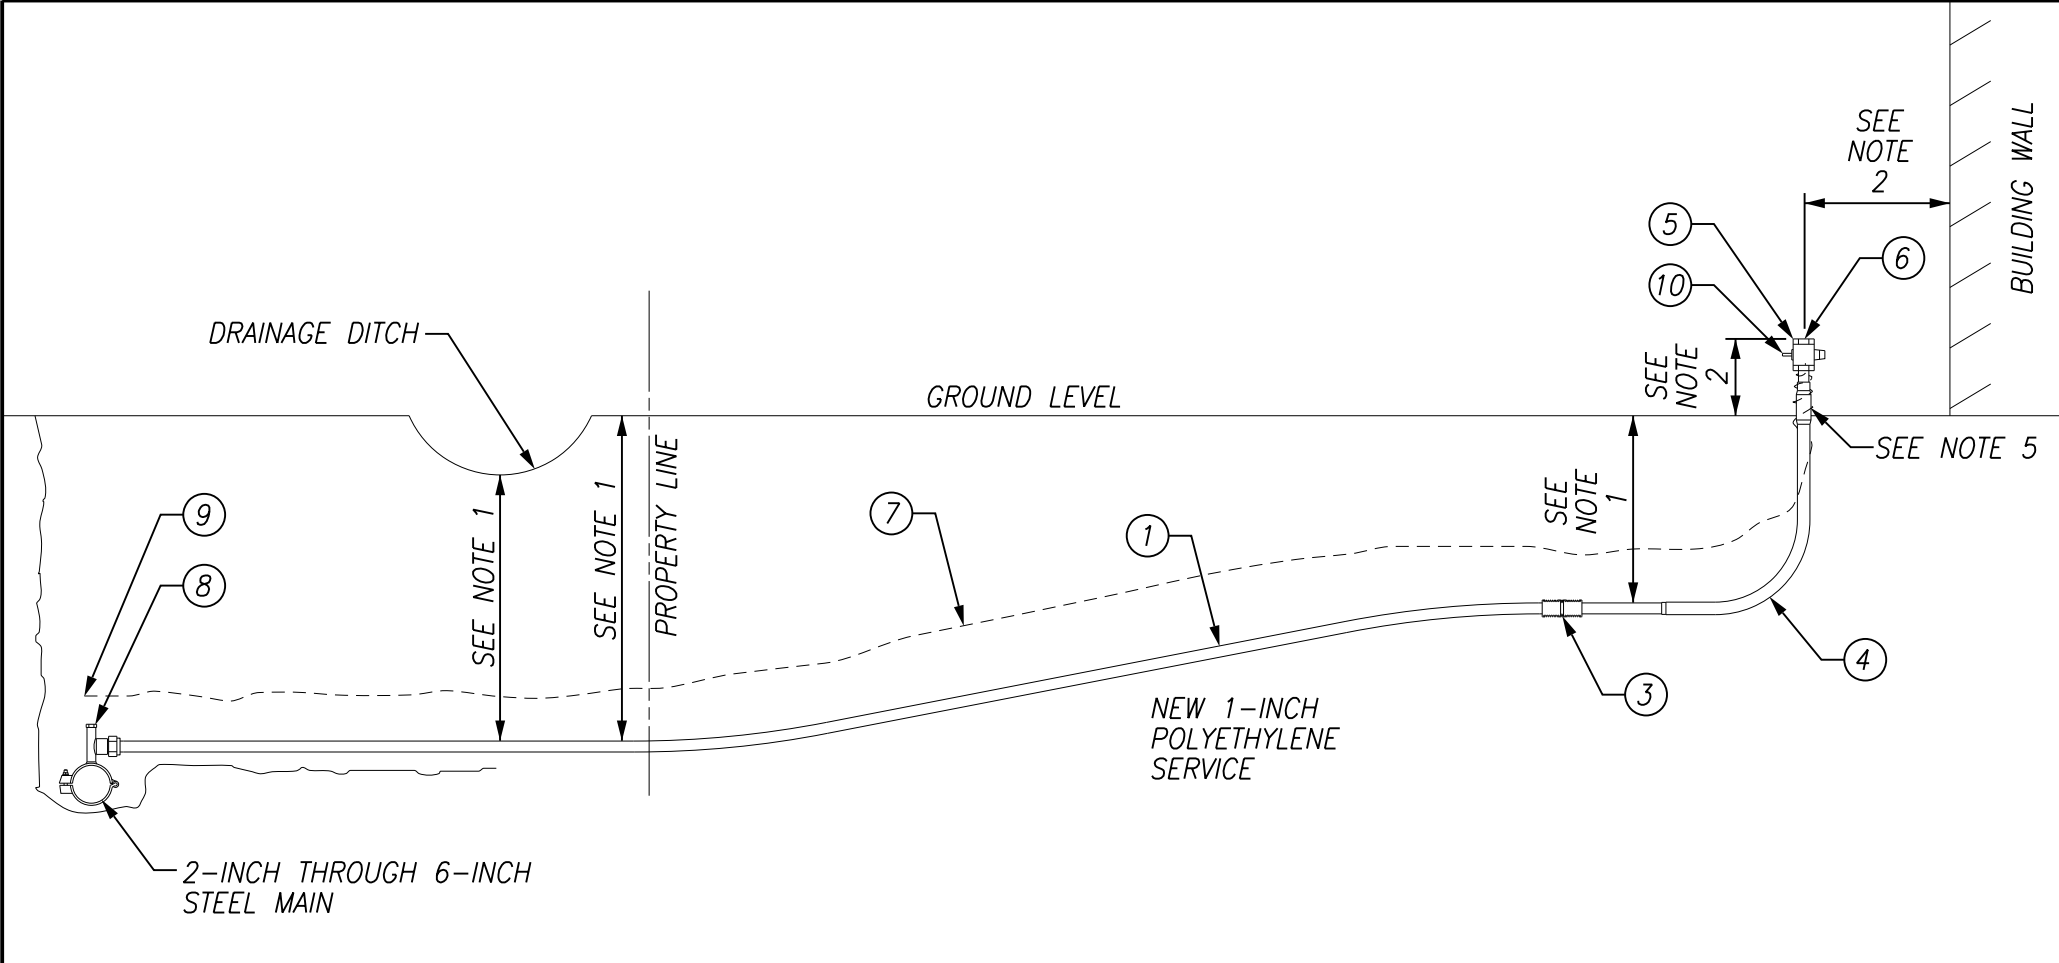 SEE
NOTE
2
BUILDING WALL
5
6
10
DRAINAGE DITCH
SEE
NOTE
2
GROUND LEVEL
SEE NOTE 5
PROPERTY LINE
SEE NOTE 1
SEE NOTE 1
SEE
NOTE
1
9
7
1
8
4
3
NEW 1-INCH
POLYETHYLENE
SERVICE
2-INCH THROUGH 6-INCH
STEEL MAIN